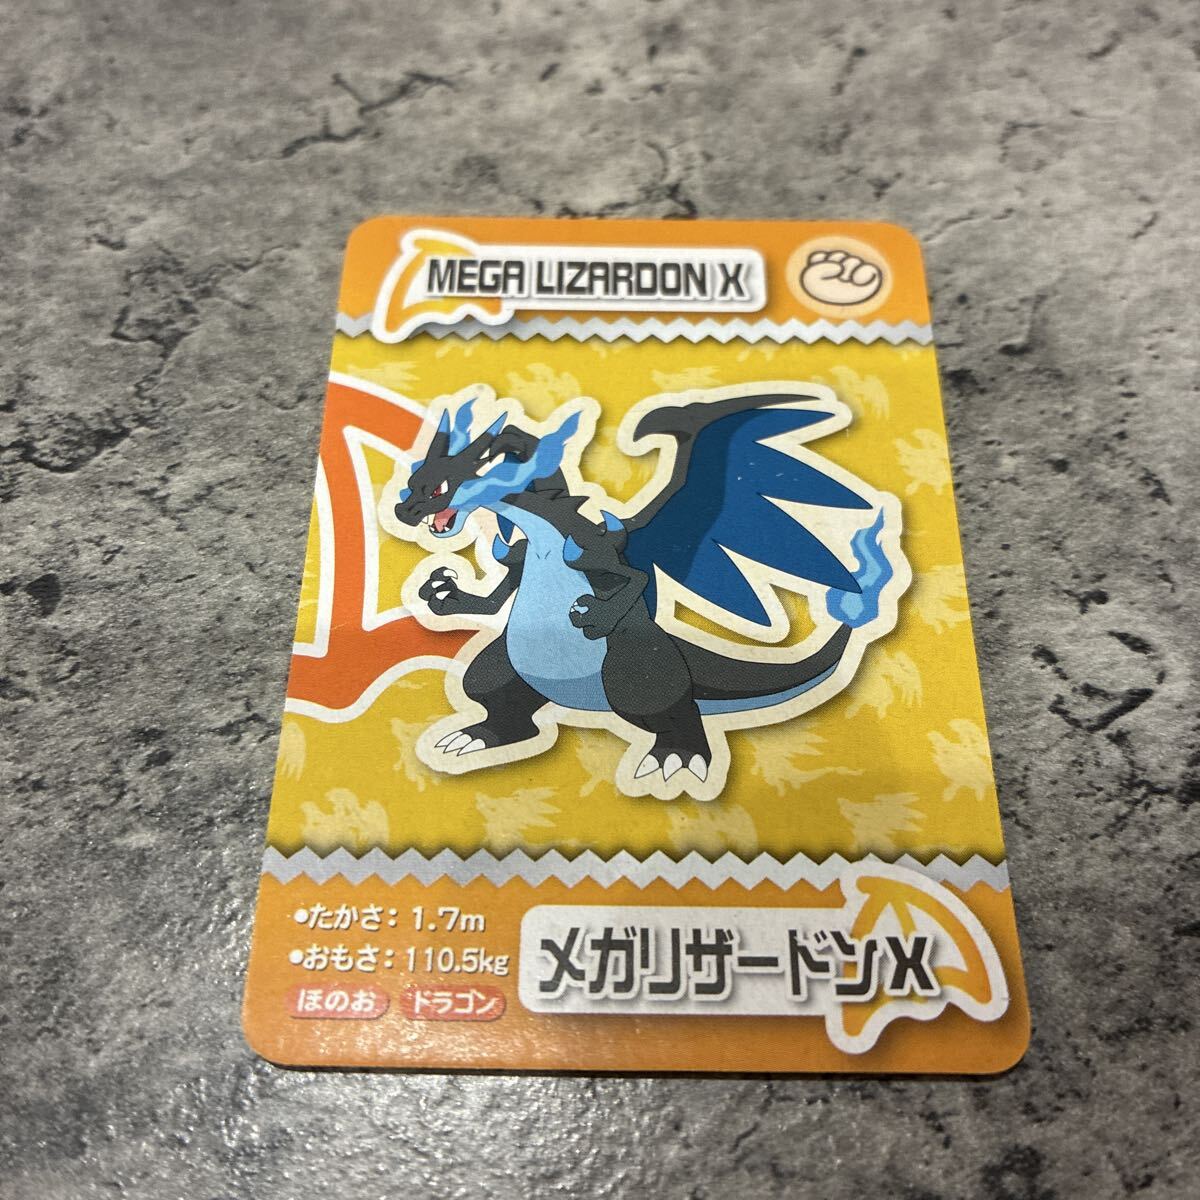 MEGA LIZARDON X
•たかさ：1.7m
•おもさ：110.5kg
ほのお ドラゴン
メガリザードンX